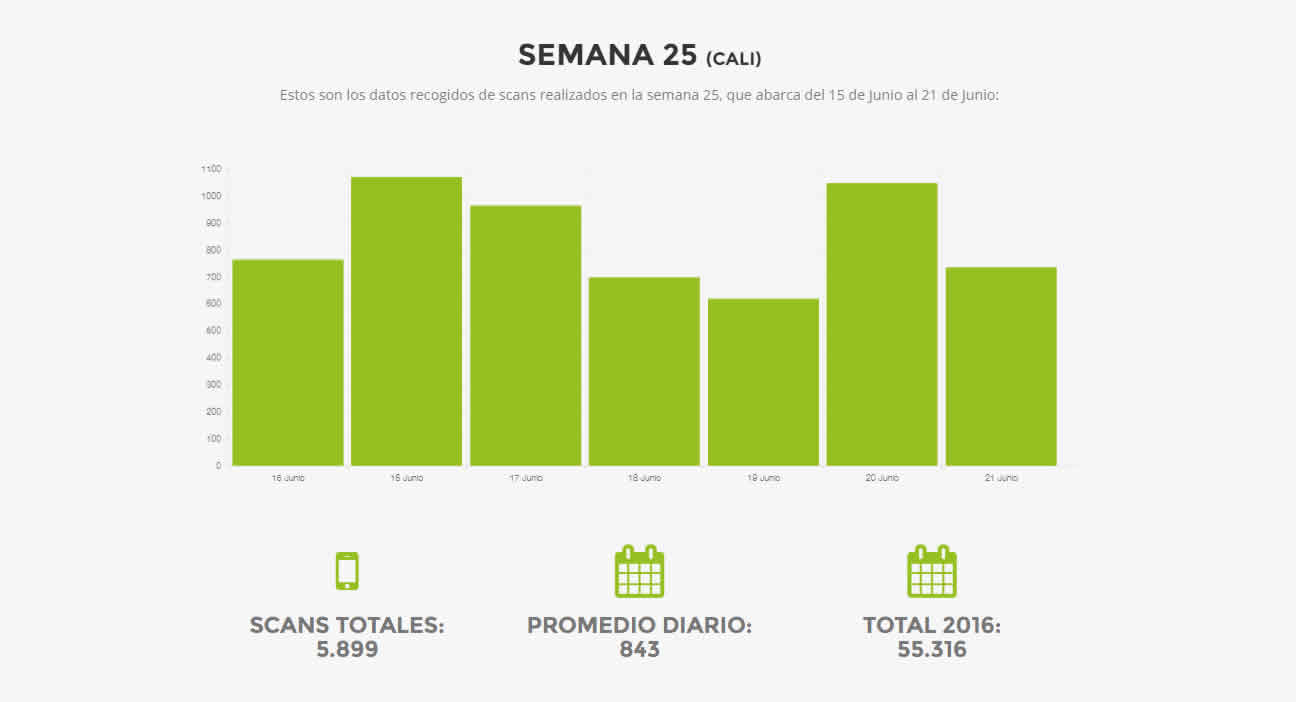 SEMANA 25 (CALI)
Estos son los datos recogidos de scans realizados en la semana 25, que abarca del 15 de Junio al 21 de Junio:
1100
1000
900
800
700
600
500
400
300
200
100
0
Junio Junio 17 Junio 18 Junio 19 Junio 20 Junio 21 Junio
SCANS TOTALES:
5.899
PROMEDIO DIARIO:
843
TOTAL 2016:
55.316